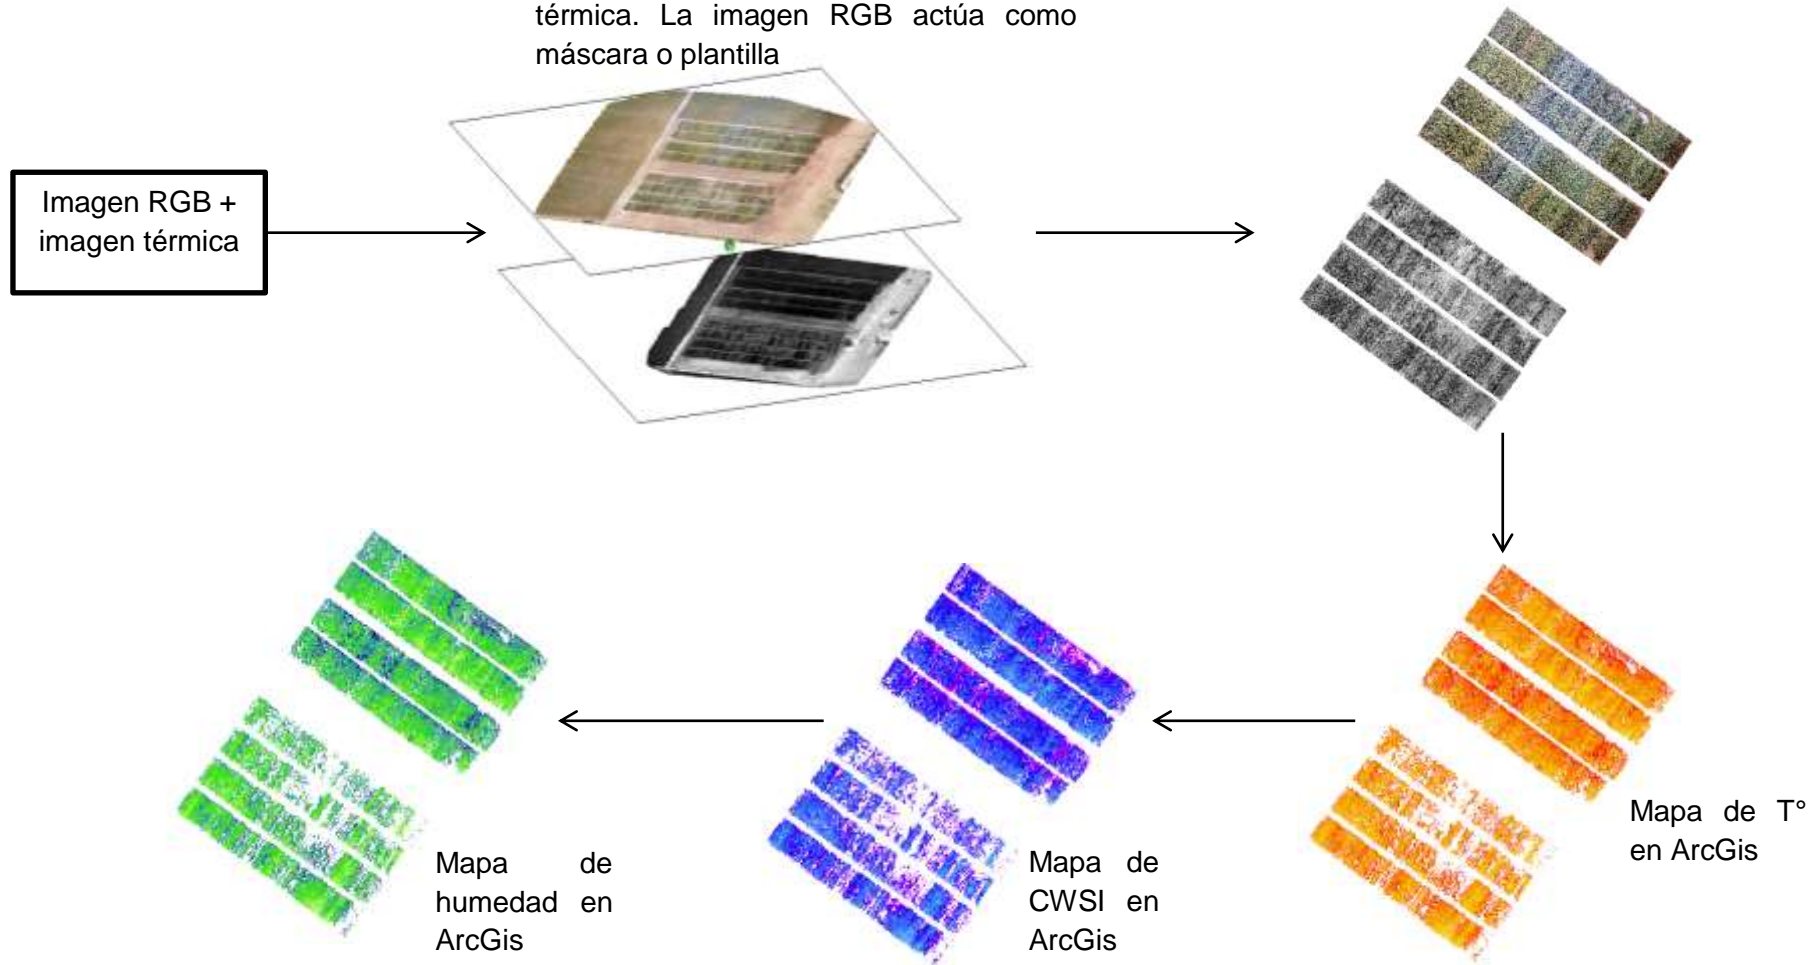 térmica. La imagen RGB actúa como
máscara o plantilla
Imagen RGB +
imagen térmica
Mapa de T°
en ArcGis
Mapa de
CWSI en
ArcGis
Mapa de
humedad en
ArcGis